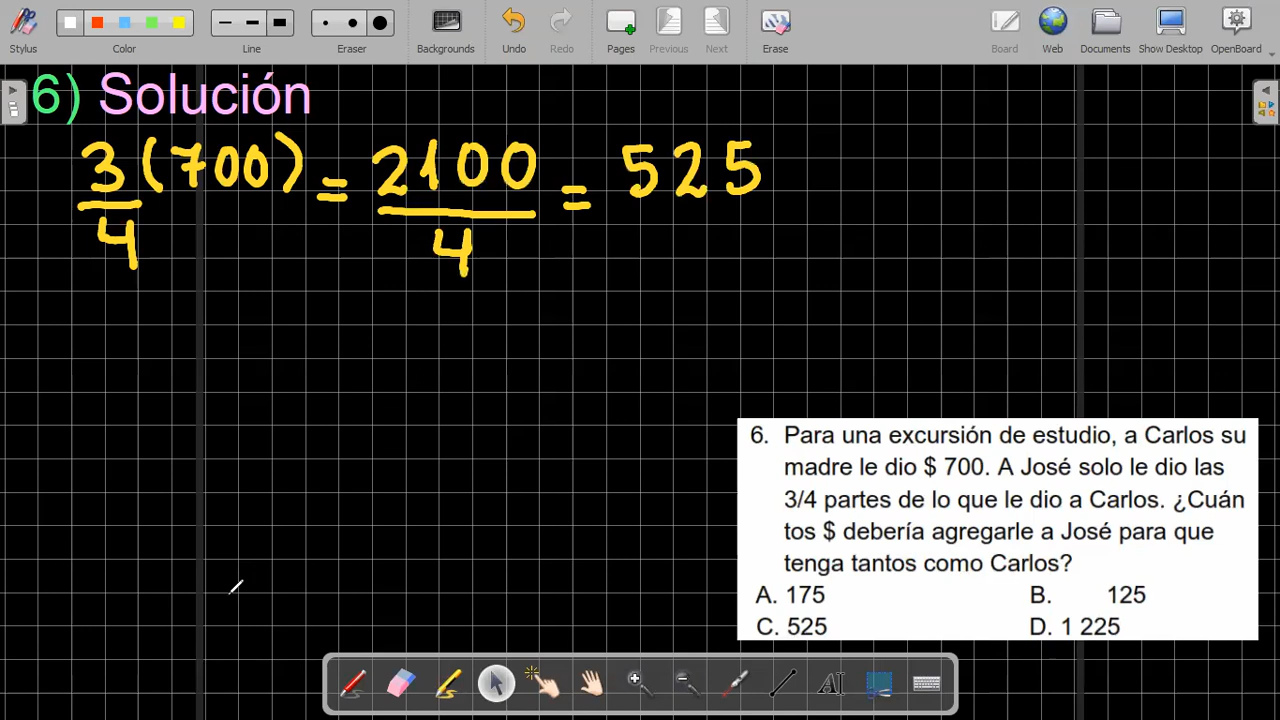 Stylus
Color
Line
Eraser
Backgrounds
Undo
Redo
Pages
Previous
Next
Erase
Board
Web
Documents
Show Desktop
OpenBoard
6) Solución
3/4 (700) = 2100/4 = 525
6. Para una excursión de estudio, a Carlos su
madre le dio $ 700. A José solo le dio las
3/4 partes de lo que le dio a Carlos. ¿Cuán
tos $ debería agregarle a José para que
tenga tantos como Carlos?
A. 175 B. 125
C. 525 D. 1 225
AI